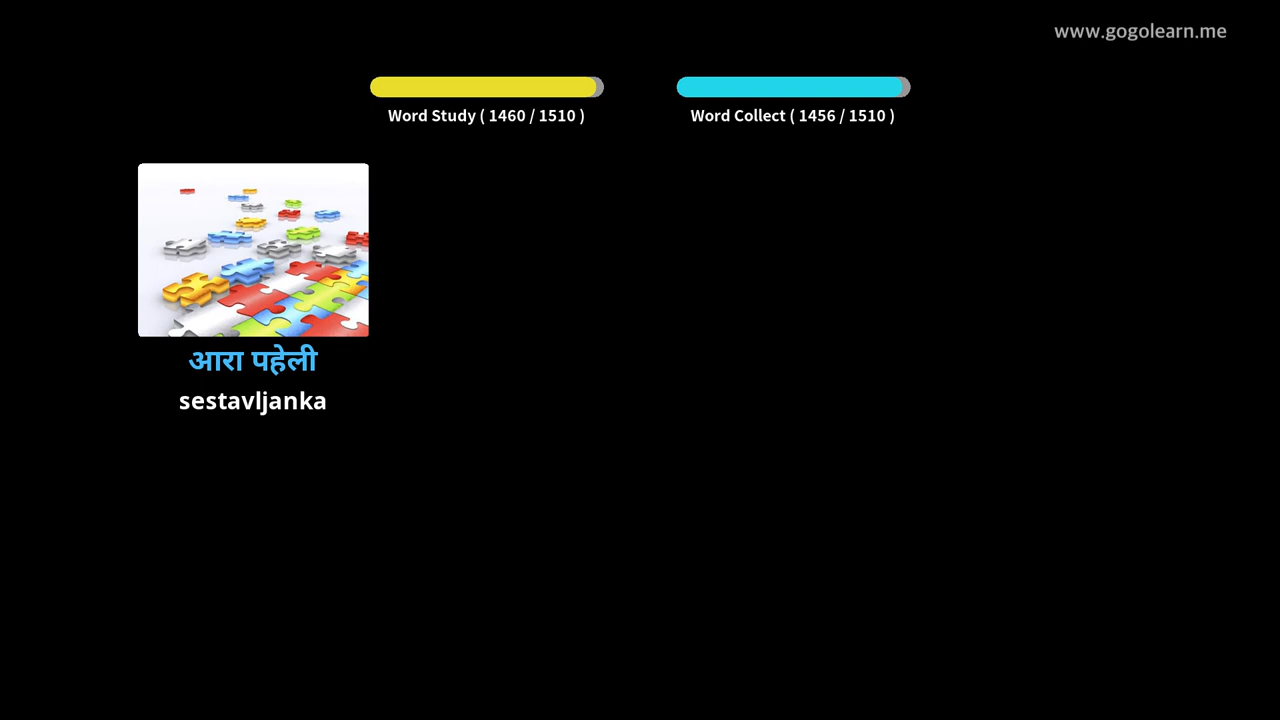 www.gogolearn.me
Word Study ( 1460 / 1510 )
Word Collect ( 1456 / 1510 )
आरा पहेली
sestavljanka